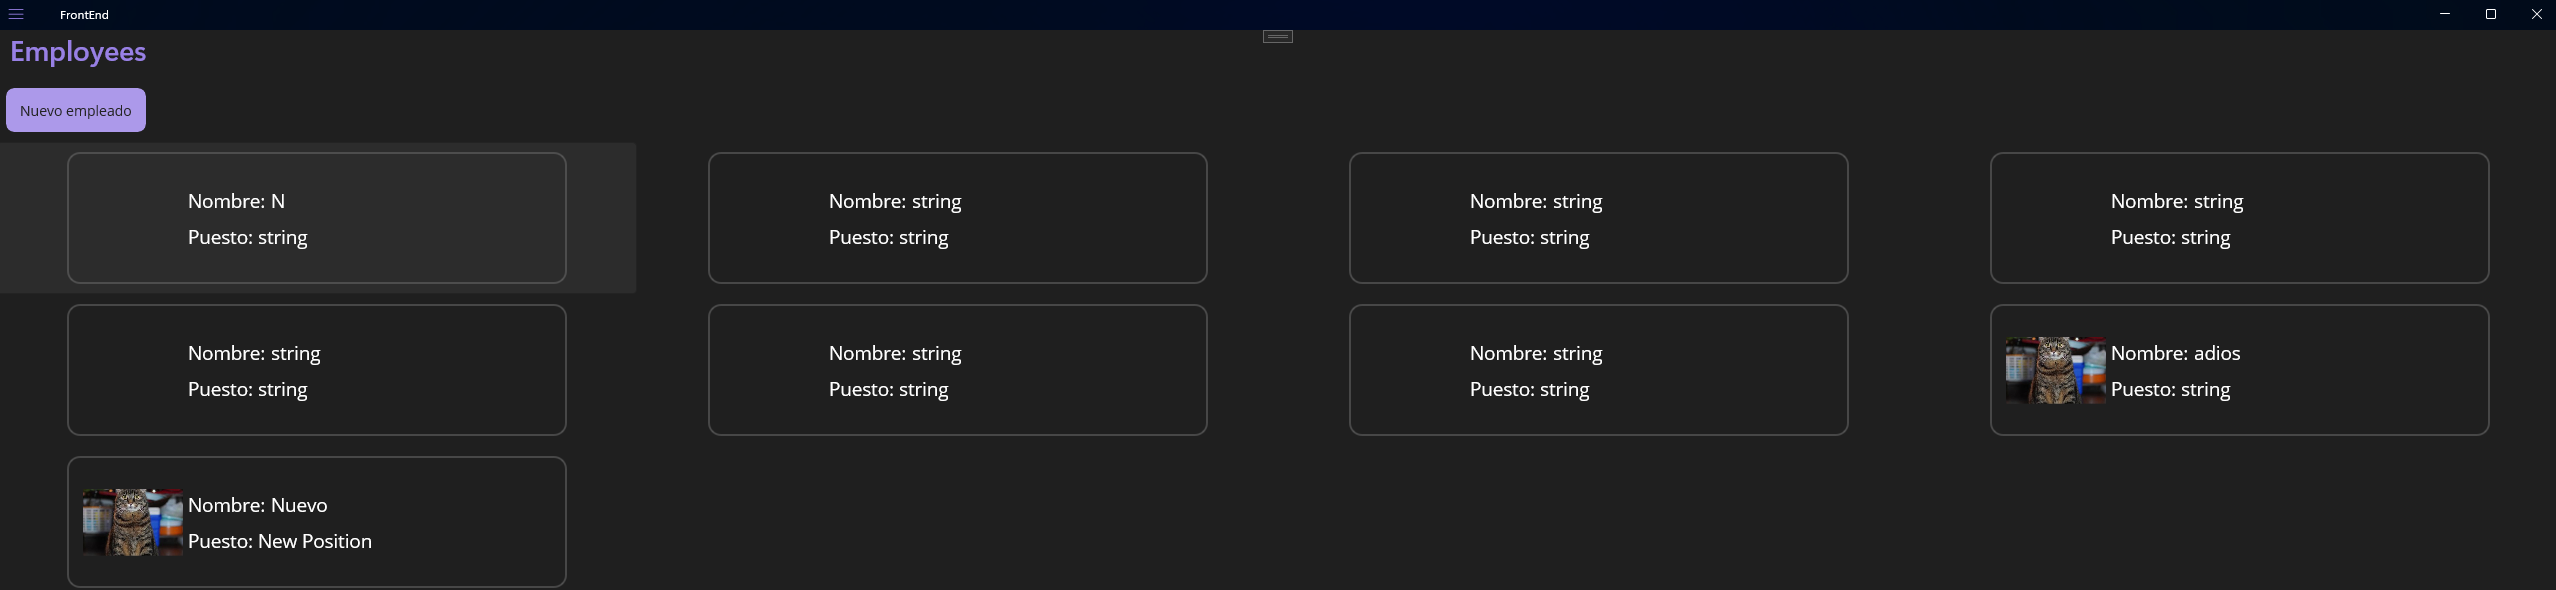 FrontEnd
Employees
Nuevo empleado
Nombre: N
Puesto: string
Nombre: string
Puesto: string
Nombre: string
Puesto: string
Nombre: string
Puesto: string
Nombre: string
Puesto: string
Nombre: string
Puesto: string
Nombre: string
Puesto: string
Nombre: adios
Puesto: string
Nombre: Nuevo
Puesto: New Position